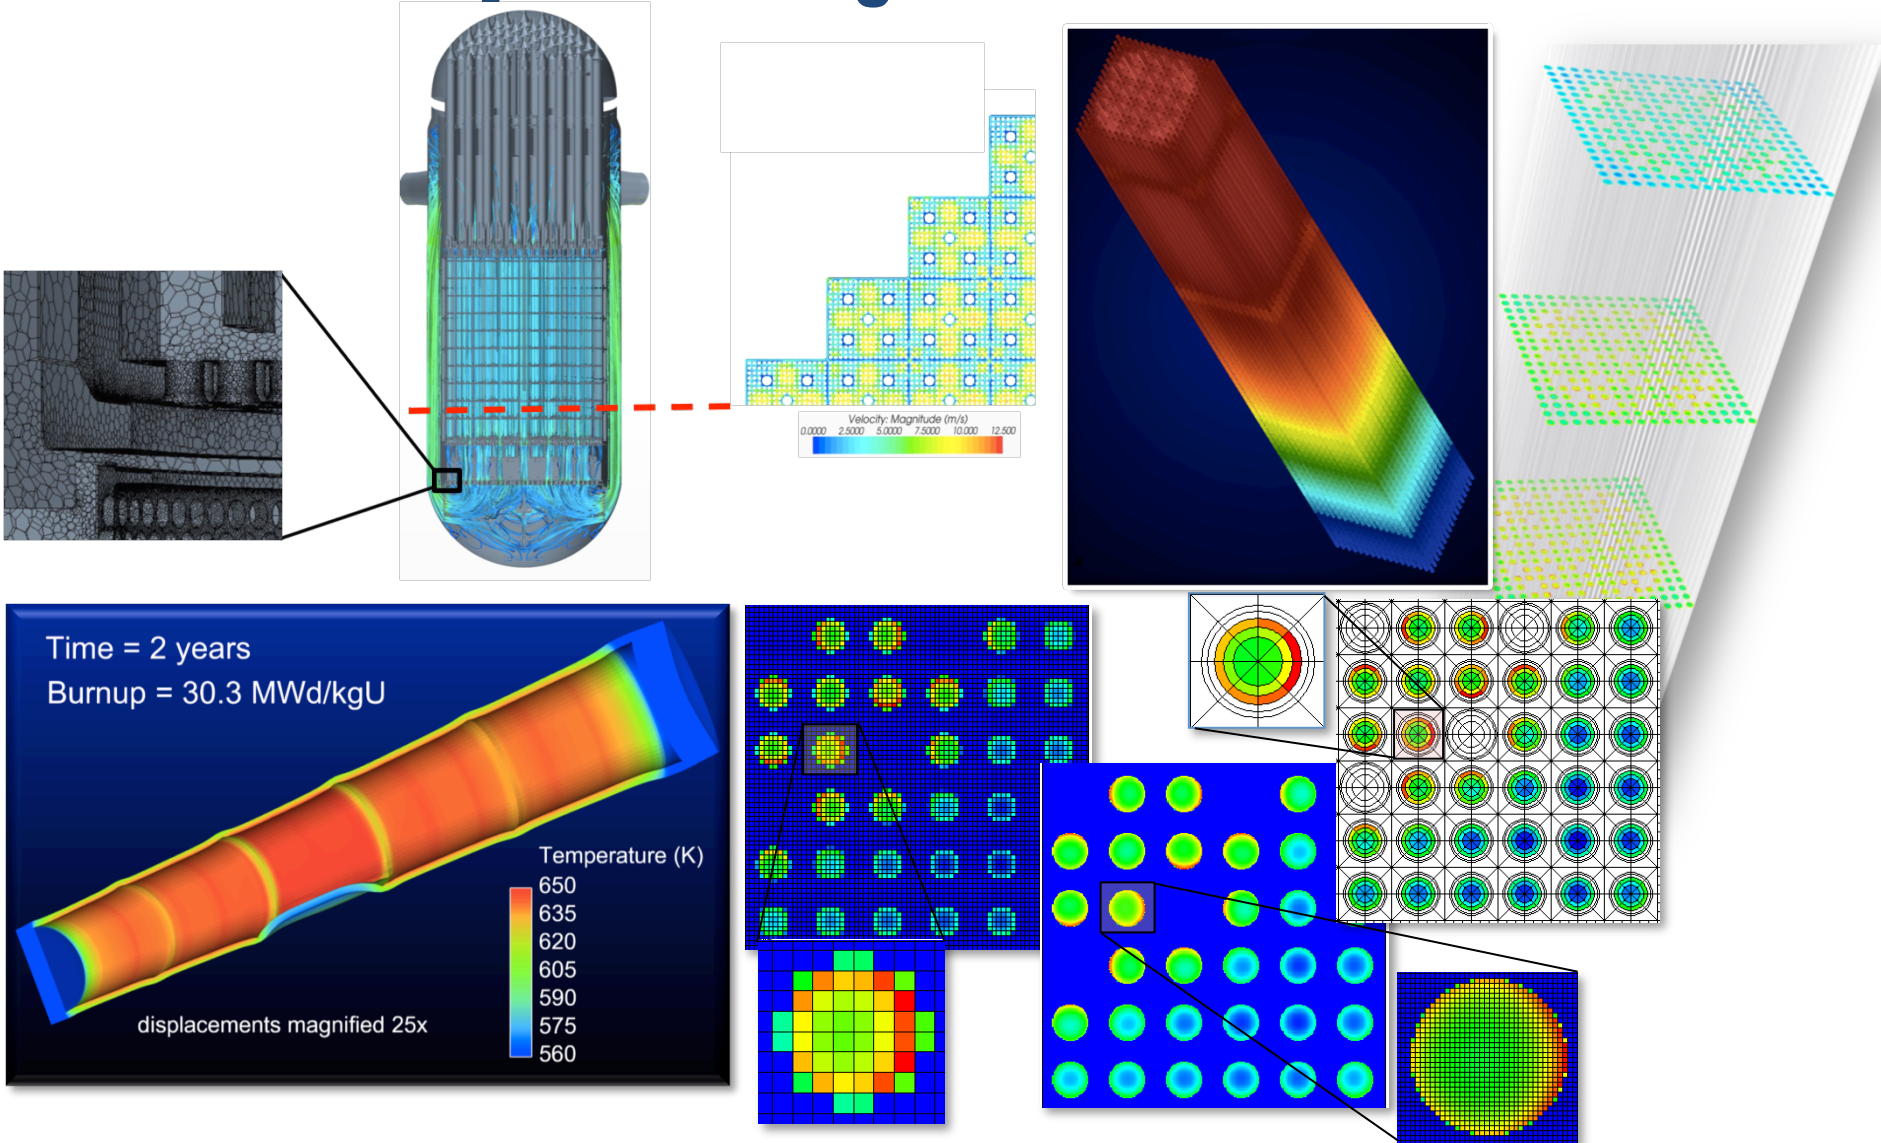 Velocity: Magnitude (m/s)
0.0000 2.5000 5.0000 7.5000 10.000 12.500
Time = 2 years
Burnup = 30.3 MWd/kgU
Temperature (K)
650
635
620
605
590
575
560
displacements magnified 25x